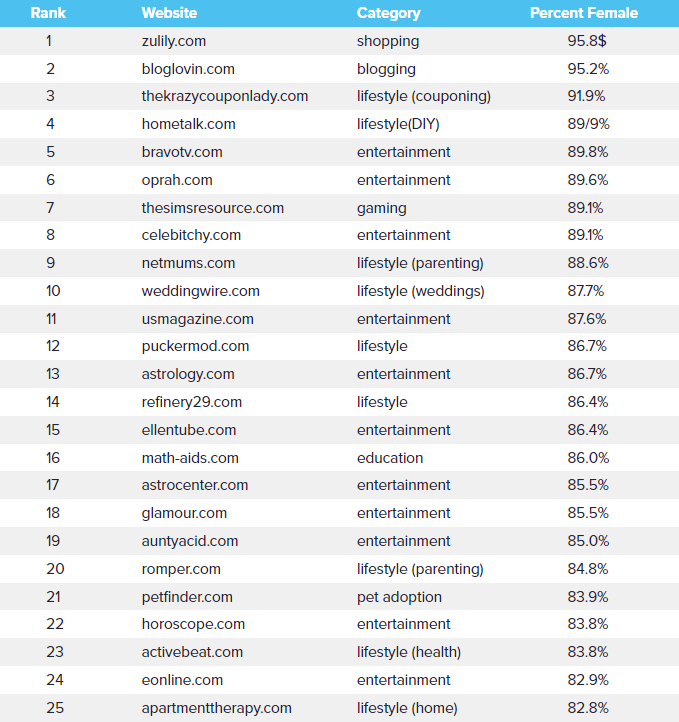 Rank Website Category Percent Female
1 zulily.com shopping 95.8$
2 bloglovin.com blogging 95.2%
3 thekrazycouponlady.com lifestyle (couponing) 91.9%
4 hometalk.com lifestyle(DIY) 89/9%
5 bravotv.com entertainment 89.8%
6 oprah.com entertainment 89.6%
7 thesimsresource.com gaming 89.1%
8 celebitchy.com entertainment 89.1%
9 netmums.com lifestyle (parenting) 88.6%
10 weddingwire.com lifestyle (weddings) 87.7%
11 usmagazine.com entertainment 87.6%
12 puckermod.com lifestyle 86.7%
13 astrology.com entertainment 86.7%
14 refinery29.com lifestyle 86.4%
15 ellentube.com entertainment 86.4%
16 math-aids.com education 86.0%
17 astrocenter.com entertainment 85.5%
18 glamour.com entertainment 85.5%
19 auntyacid.com entertainment 85.0%
20 romper.com lifestyle (parenting) 84.8%
21 petfinder.com pet adoption 83.9%
22 horoscope.com entertainment 83.8%
23 activebeat.com lifestyle (health) 83.8%
24 eonline.com entertainment 82.9%
25 apartmenttherapy.com lifestyle (home) 82.8%